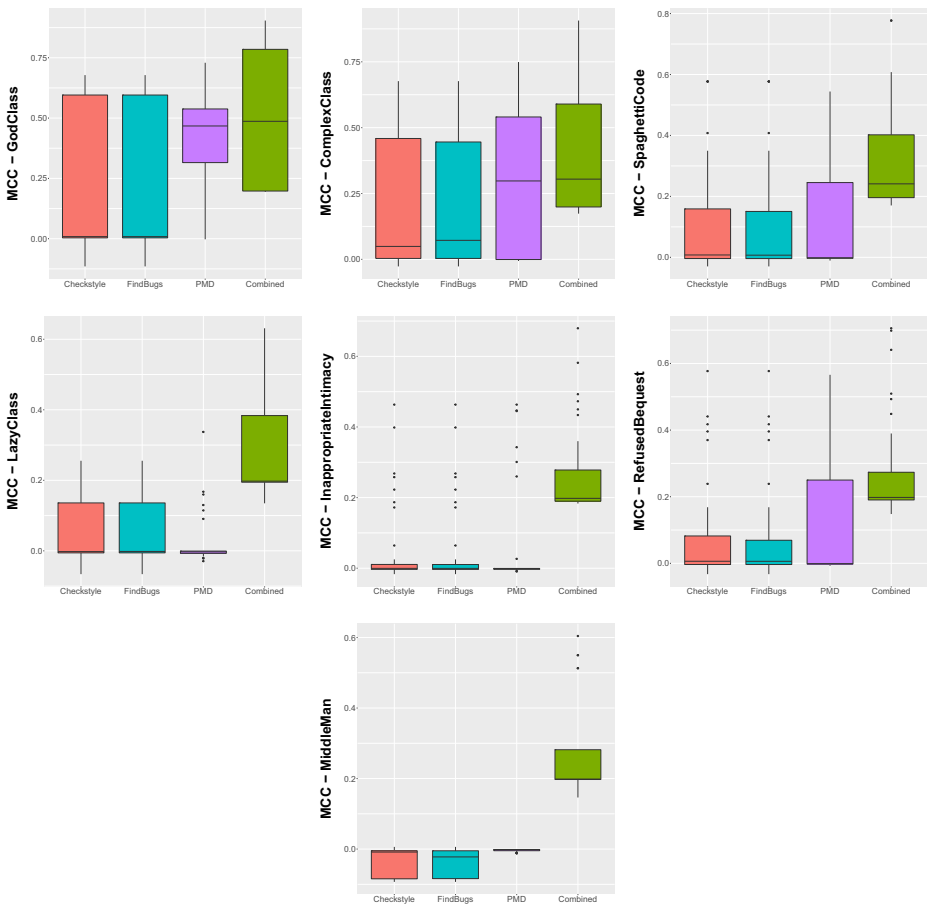 MCC − GodClass
0.75
0.50
0.25
0.00
Checkstyle FindBugs PMD Combined
MCC − ComplexClass
0.75
0.50
0.25
0.00
Checkstyle FindBugs PMD Combined
MCC − SpaghettiCode
0.8
0.6
0.4
0.2
0.0
Checkstyle FindBugs PMD Combined
MCC − LazyClass
0.6
0.4
0.2
0.0
Checkstyle FindBugs PMD Combined
MCC − InappropriateIntimacy
0.6
0.4
0.2
0.0
Checkstyle FindBugs PMD Combined
MCC − RefusedBequest
0.6
0.4
0.2
0.0
Checkstyle FindBugs PMD Combined
MCC − MiddleMan
0.6
0.4
0.2
0.0
Checkstyle FindBugs PMD Combined